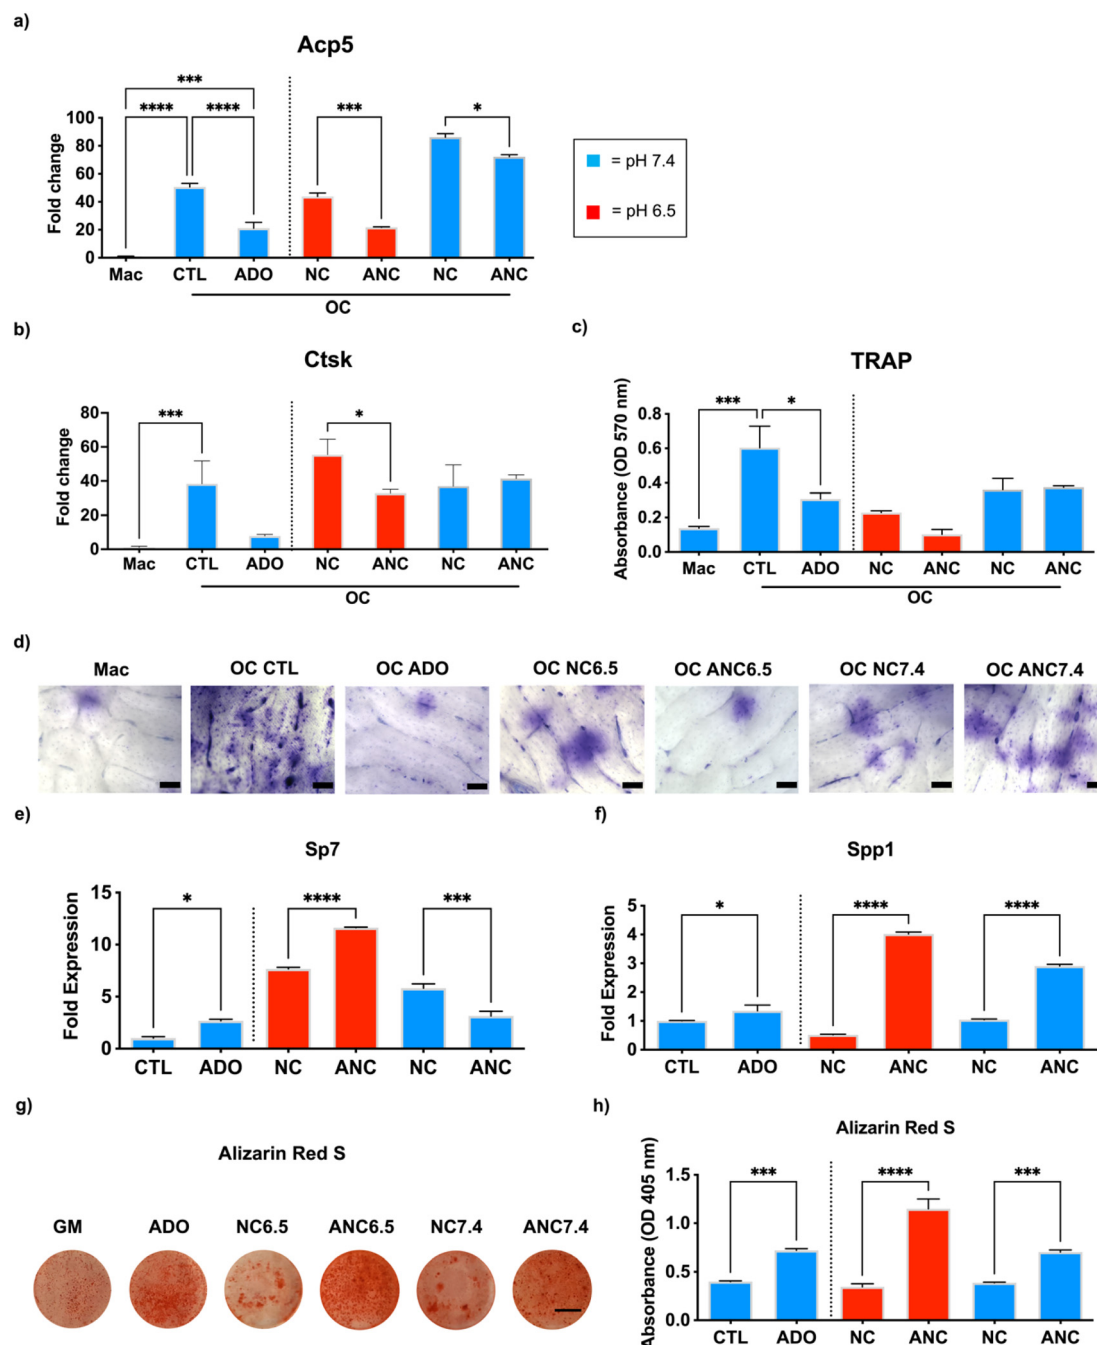 a)
Acp5
***
**** ****
*** *
Fold change
100
80
60
40
20
0
Mac CTL ADO NC ANC NC ANC
OC
= pH 7.4
= pH 6.5
b)
Ctsk
*** *
Fold change
80
60
40
20
0
Mac CTL ADO NC ANC NC ANC
OC
c)
TRAP
*** *
Absorbance (OD 570 nm)
0.8
0.6
0.4
0.2
0.0
Mac CTL ADO NC ANC NC ANC
OC
d)
Mac OC CTL OC ADO OC NC6.5 OC ANC6.5 OC NC7.4 OC ANC7.4
e)
Sp7
* **** ***
Fold Expression
15
10
5
0
CTL ADO NC ANC NC ANC
f)
Spp1
* **** ****
Fold Expression
5
4
3
2
1
0
CTL ADO NC ANC NC ANC
g)
Alizarin Red S
GM ADO NC6.5 ANC6.5 NC7.4 ANC7.4
h)
Alizarin Red S
*** **** ***
Absorbance (OD 405 nm)
1.5
1.0
0.5
0.0
CTL ADO NC ANC NC ANC